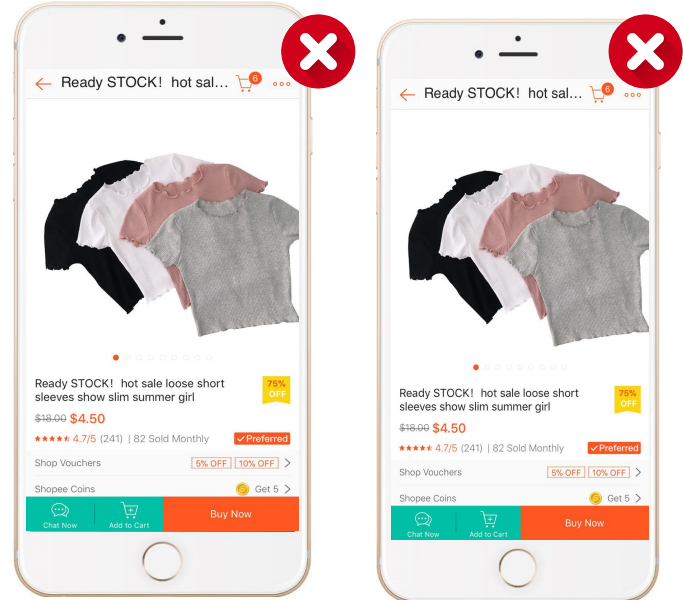 Ready STOCK！ hot sal...
6
Ready STOCK！ hot sale loose short
sleeves show slim summer girl
75%
OFF
$18.00 $4.50
4.7/5 (241) | 82 Sold Monthly
Preferred
Shop Vouchers
5% OFF 10% OFF
Shopee Coins
Get 5
Chat Now
Add to Cart
Buy Now
Ready STOCK！ hot sal...
6
Ready STOCK！ hot sale loose short
sleeves show slim summer girl
75%
OFF
$18.00 $4.50
4.7/5 (241) | 82 Sold Monthly
Preferred
Shop Vouchers
5% OFF 10% OFF
Shopee Coins
Get 5
Chat Now
Add to Cart
Buy Now